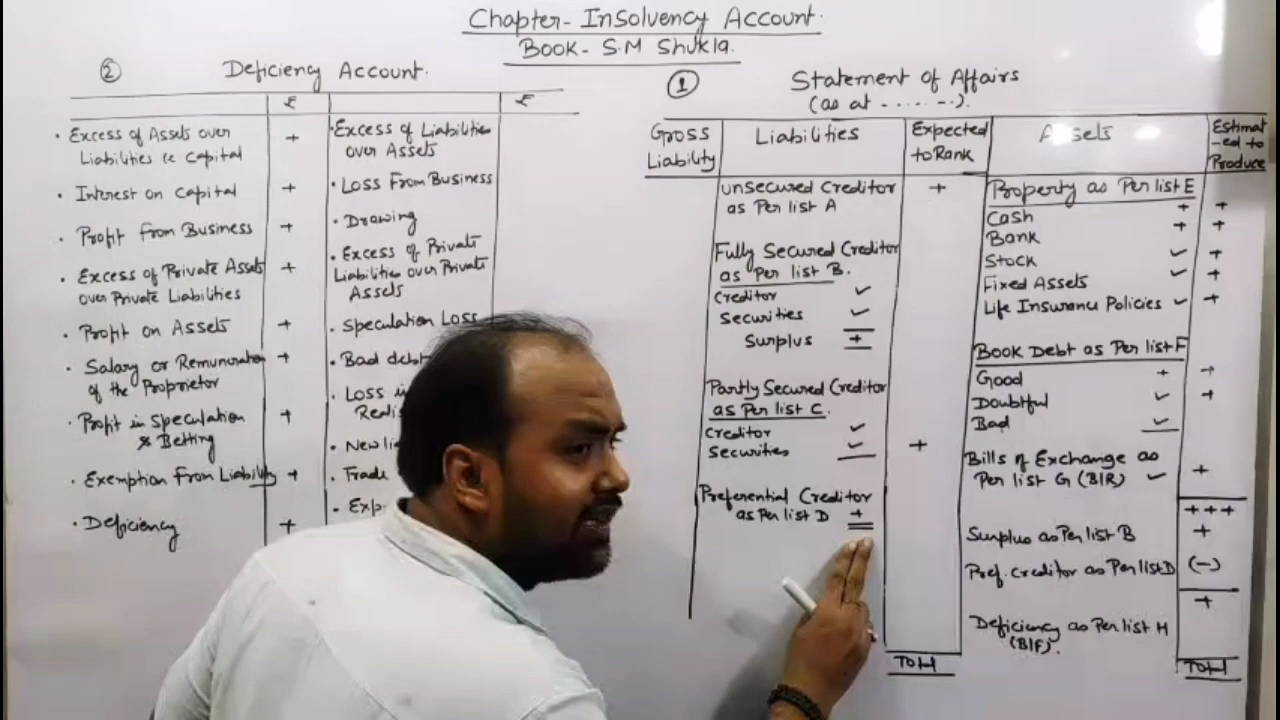 Chapter- Insolvency Account.
Book- S.M Shukla.
② Deficiency Account.
₹ ₹
• Excess of Assets over
Liabilities ie Capital +
• Interest on Capital +
• Profit from Business +
• Excess of Private Assets
over Private Liabilities +
• Profit on Assets +
• Salary or Remuneration
of the Proprietor +
• Profit in Speculation
& Betting +
• Exemption From Liability +
• Deficiency +
• Excess of Liabilities
over Assets
• Loss From Business
• Drawing
• Excess of Private
Liabilities over Private
Assets
• Speculation Loss
• Bad debt
• Loss in
• Trade
① Statement of Affairs
(as at .......).
Gross
Liability
Liabilities
Expected
to Rank
Assets
Estimat
-ed to
Produce
Unsecured Creditor +
as Per list A
Fully Secured Creditor
as Per list B.
Creditor ✓
Securities ✓
Surplus +
Partly Secured Creditor
as Per list C.
Creditor ✓
Securities ✓ +
Preferential Creditor
as Per list D +
Total
Property as Per list E
Cash + +
Bank + +
Stock ✓ +
Fixed Assets ✓ +
Life Insurance Policies ✓ +
Book Debt as Per list F
Good + +
Doubtful ✓ +
Bad ✓
Bills of Exchange as
Per list G (B/R) ✓ +
+++
Surplus as Per list B +
Pref. Creditor as Per list D (-)
+
Deficiency as Per list H
(B/F).
Total